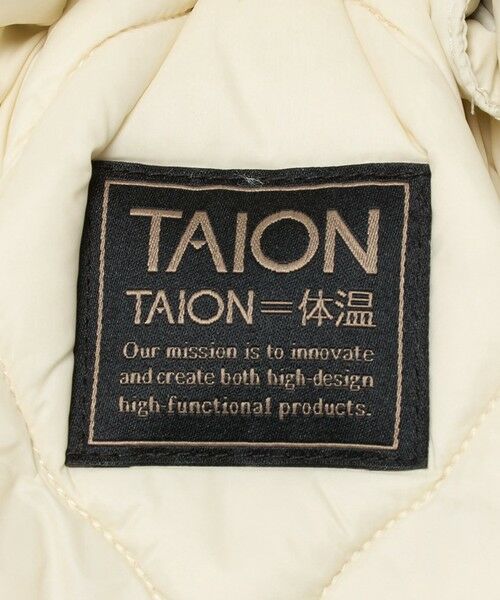 TAION
TAION=体温
Our mission is to innovate
and create both high-design
high-functional products.